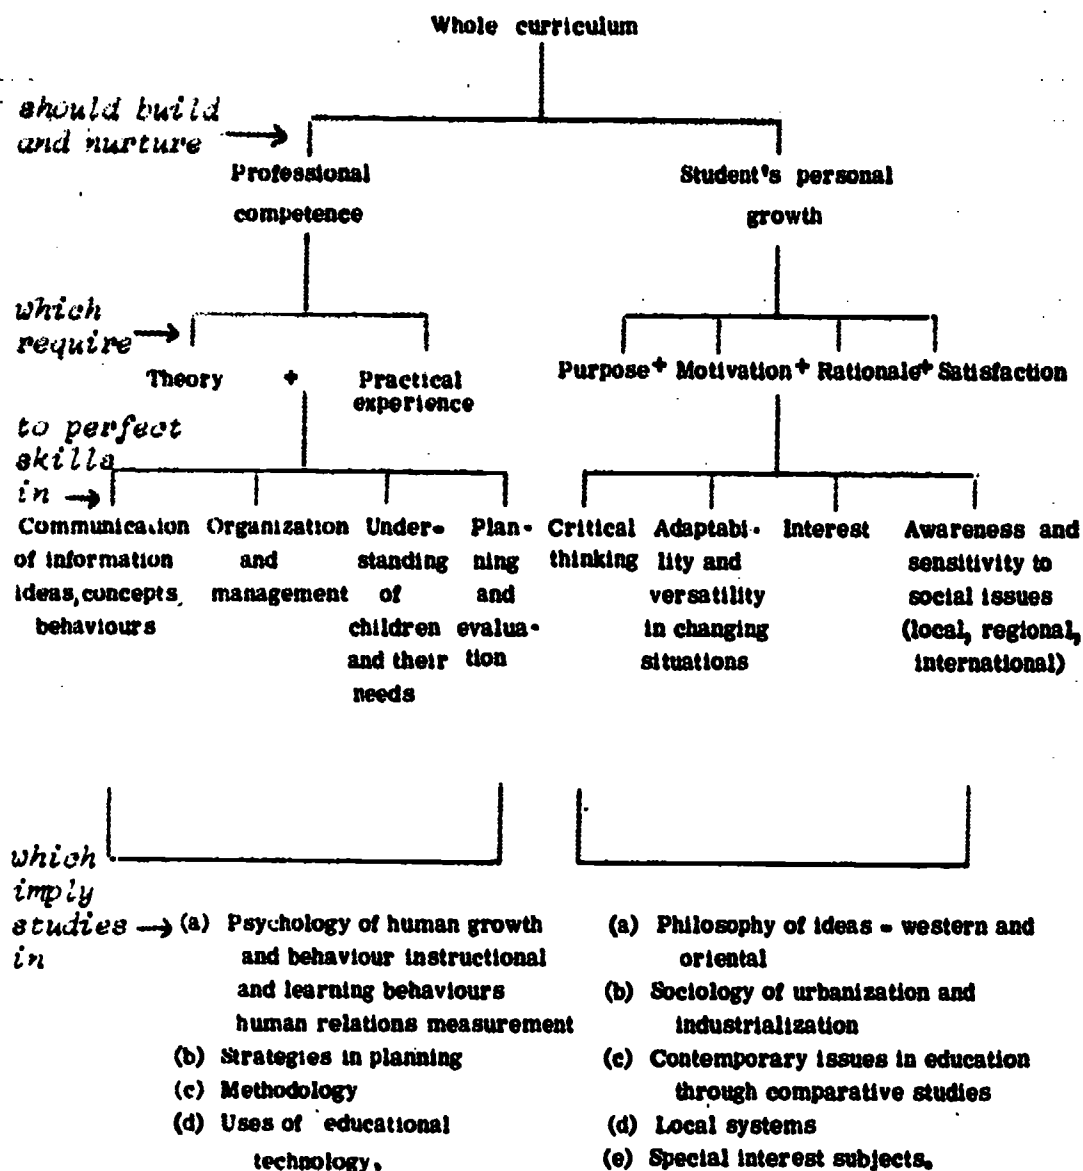 Whole curriculum
should build
and nurture →
Professional
competence
Student's personal
growth
which
require →
Theory + Practical
experience
Purpose + Motivation + Rationale + Satisfaction
to perfect
skills
in →
Communication
of information
ideas, concepts,
behaviours
Organization
and
management
Under-
standing
of
children
and their
needs
Plan-
ning
and
evalua-
tion
Critical
thinking
Adaptabi-
lity and
versatility
in changing
situations
Interest
Awareness and
sensitivity to
social issues
(local, regional,
international)
which
imply
studies →
in
(a) Psychology of human growth
and behaviour instructional
and learning behaviours
human relations measurement
(b) Strategies in planning
(c) Methodology
(d) Uses of educational
technology.
(a) Philosophy of ideas - western and
oriental
(b) Sociology of urbanization and
industrialization
(c) Contemporary issues in education
through comparative studies
(d) Local systems
(e) Special interest subjects.